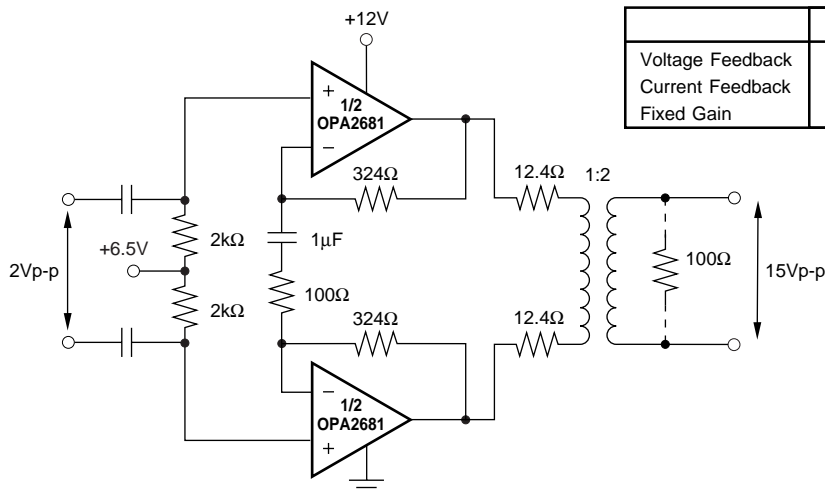 +12V
Voltage Feedback
Current Feedback
Fixed Gain
+
1/2
OPA2681
−
324Ω
12.4Ω
1:2
2kΩ
+6.5V
1μF
2Vp-p
100Ω
15Vp-p
2kΩ
100Ω
324Ω
12.4Ω
−
1/2
OPA2681
+